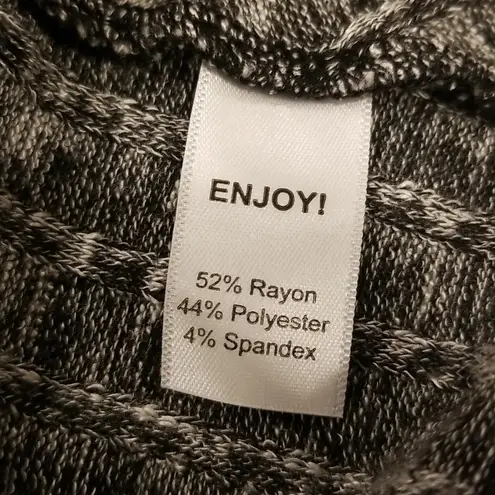 ENJOY!
52% Rayon
44% Polyester
4% Spandex